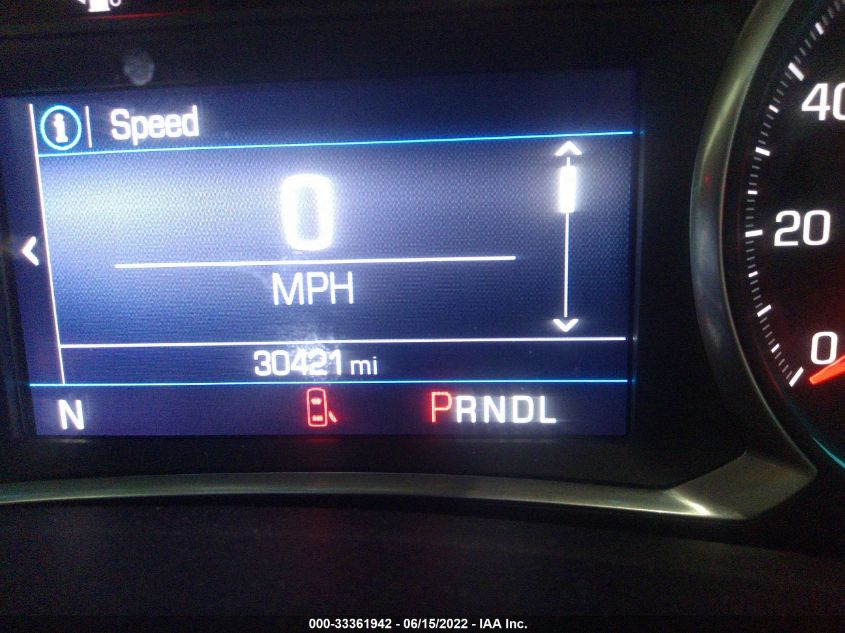 Speed
0
MPH
30421 mi
N PRNDL
40
20
0
000-33361942 - 06/15/2022 - IAA Inc.